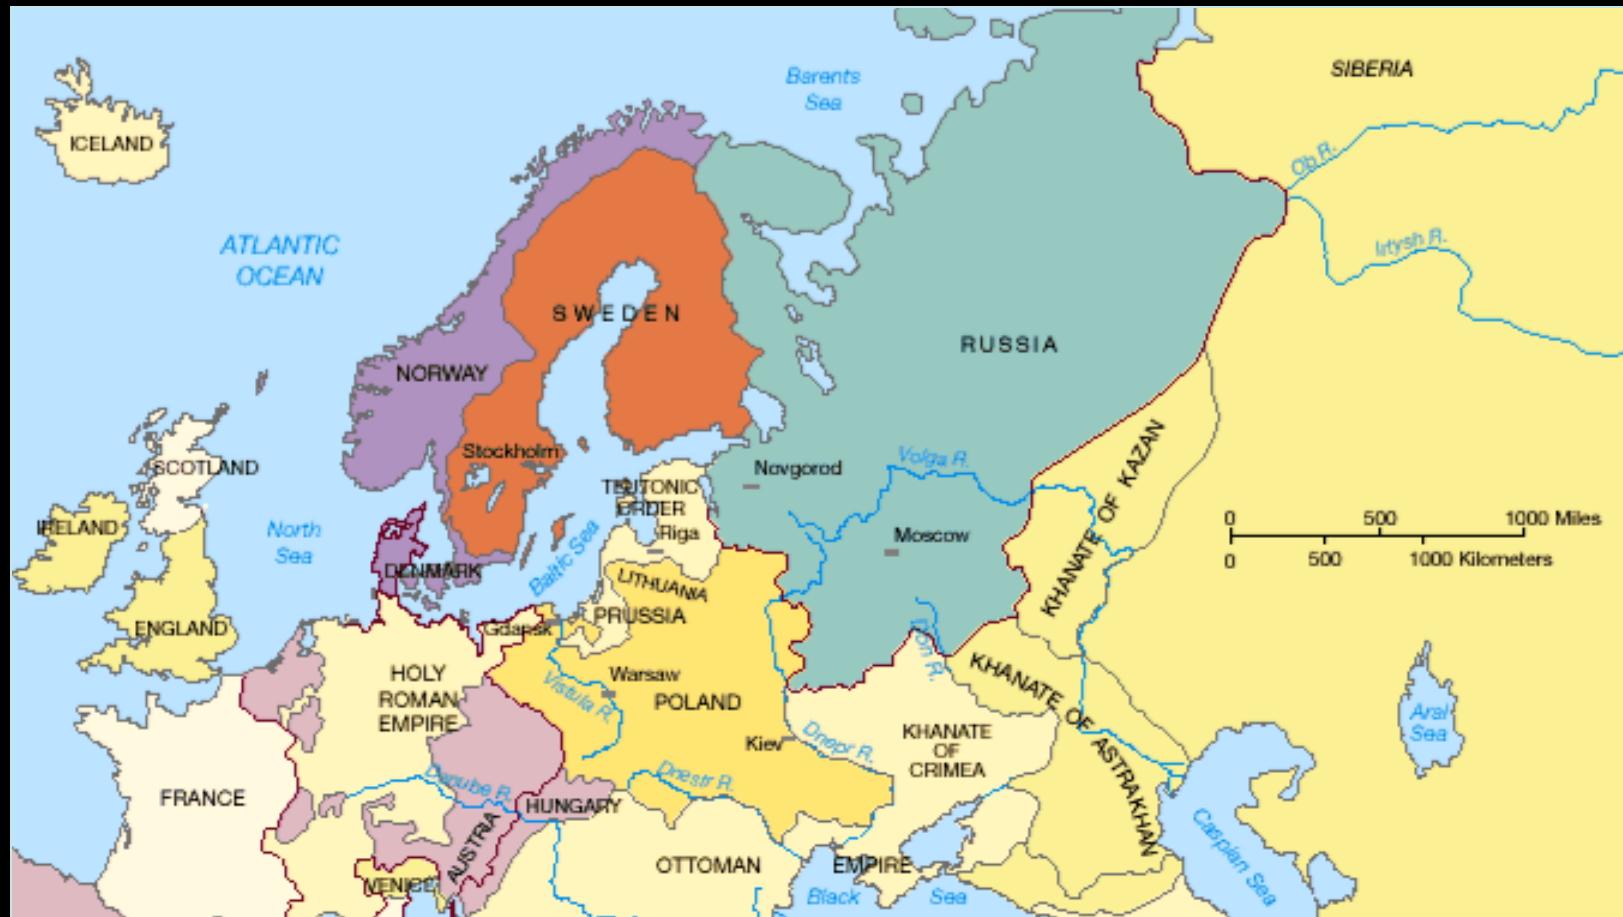 ICELAND
Barents
Sea
SIBERIA
Ob R.
Irtysh R.
ATLANTIC
OCEAN
SWEDEN
NORWAY
RUSSIA
Stockholm
SCOTLAND
Novgorod
Volga R.
KHANATE OF KAZAN
TEUTONIC
ORDER
Riga
IRELAND
North
Sea
Baltic Sea
Moscow
0 500 1000 Miles
0 500 1000 Kilometers
DENMARK
LITHUANIA
PRUSSIA
ENGLAND
Gdansk
Don R.
HOLY
ROMAN
EMPIRE
Warsaw
Vistula R.
POLAND
KHANATE OF ASTRAKHAN
Kiev
Dnepr R.
KHANATE
OF
CRIMEA
Aral
Sea
FRANCE
Danube R.
Dnestr R.
HUNGARY
AUSTRIA
VENICE
OTTOMAN EMPIRE
Black Sea
Caspian Sea